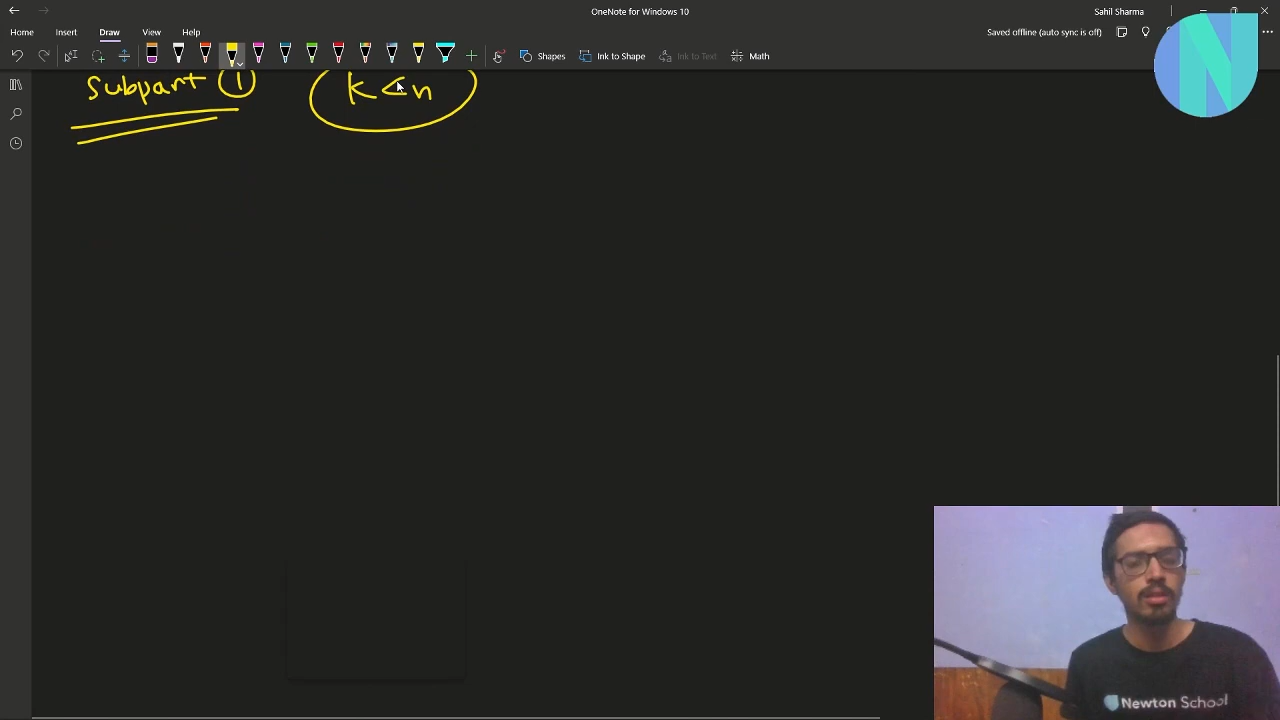 OneNote for Windows 10
Sahil Sharma
Home Insert Draw View Help
Saved offline (auto sync is off)
Shapes Ink to Shape Ink to Text Math
Subpart 1 K < n
Newton School